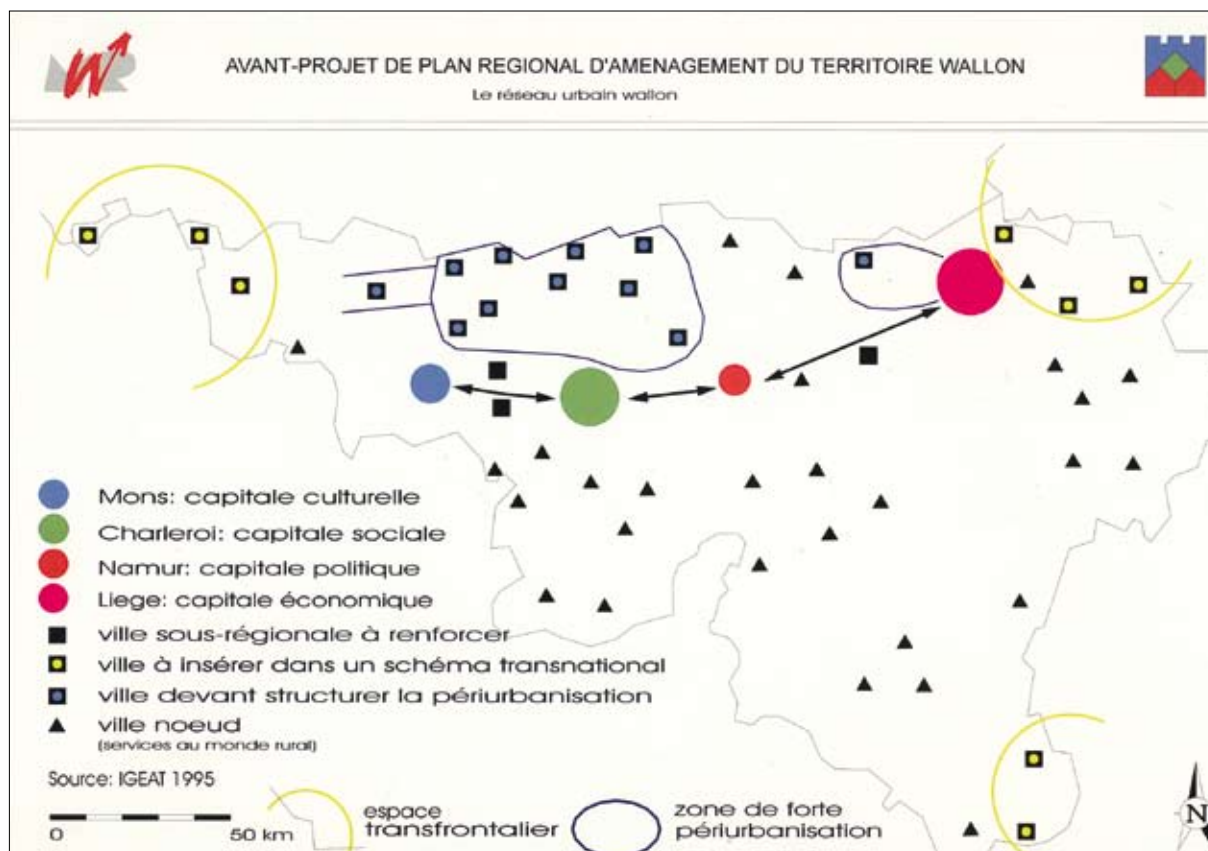 AVANT-PROJET DE PLAN REGIONAL D'AMENAGEMENT DU TERRITOIRE WALLON
Le réseau urbain wallon
Mons: capitale culturelle
Charleroi: capitale sociale
Namur: capitale politique
Liege: capitale économique
ville sous-régionale à renforcer
ville à insérer dans un schéma transnational
ville devant structurer la périurbanisation
ville noeud
(services au monde rural)
Source: IGEAT 1995
0 50 km
espace
transfrontalier
zone de forte
périurbanisation
N